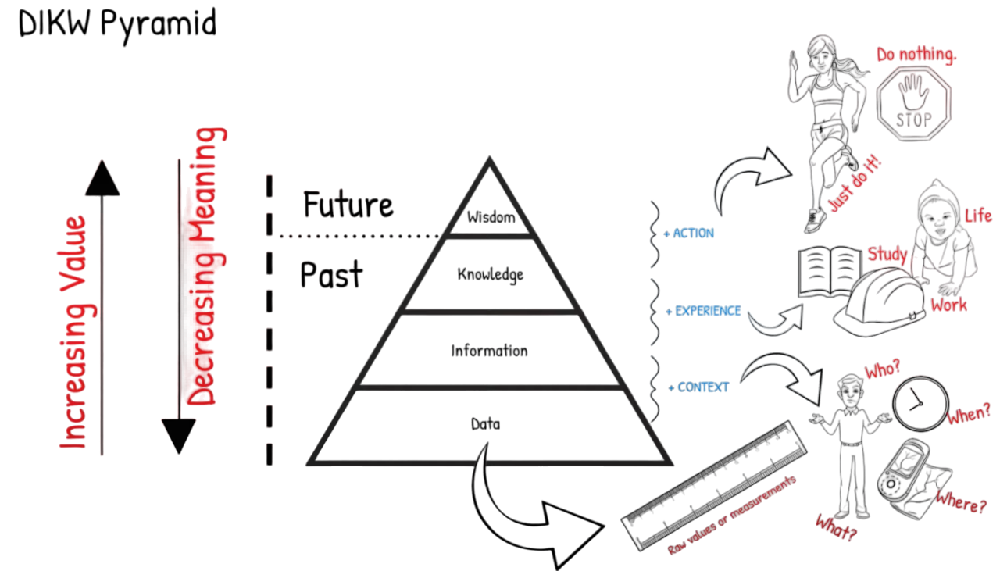 DIKW Pyramid
Increasing Value
Decreasing Meaning
Future
Past
Wisdom
Knowledge
Information
Data
+ ACTION
+ EXPERIENCE
+ CONTEXT
Do nothing.
STOP
Just do it!
Life
Study
Work
Who?
When?
Where?
What?
Raw values or measurements